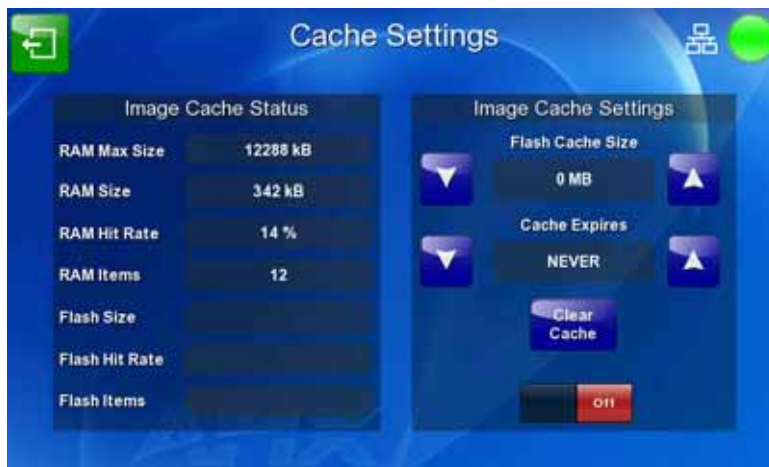 Cache Settings
Image Cache Status
RAM Max Size 12288 kB
RAM Size 342 kB
RAM Hit Rate 14 %
RAM Items 12
Flash Size
Flash Hit Rate
Flash Items
Image Cache Settings
Flash Cache Size
0 MB
Cache Expires
NEVER
Clear
Cache
Off